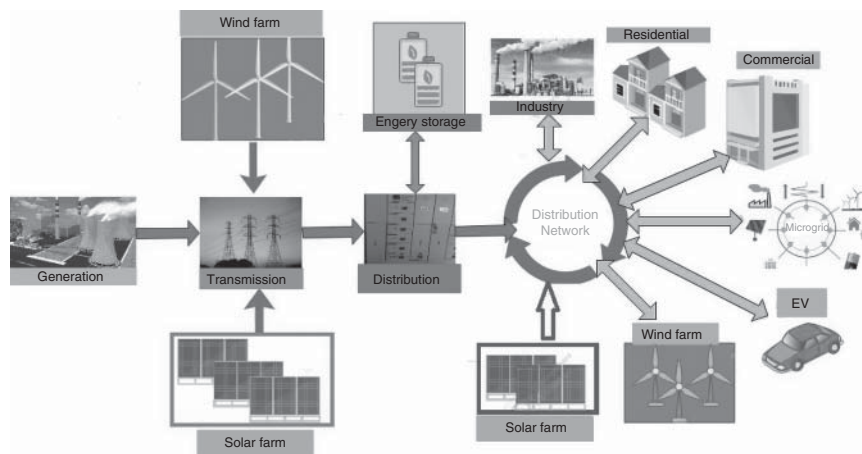 Wind farm
Residential
Commercial
Engery storage
Industry
Distribution
Network
Microgrid
Generation
Transmission
Distribution
EV
Wind farm
Solar farm
Solar farm